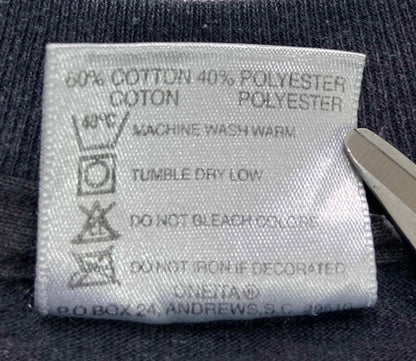 60% COTTON 40% POLYESTER
COTON POLYESTER
40°C MACHINE WASH WARM
TUMBLE DRY LOW
DO NOT BLEACH COLORS
DO NOT IRON IF DECORATED
ONEITA®
P.O BOX 24, ANDREWS, S.C.